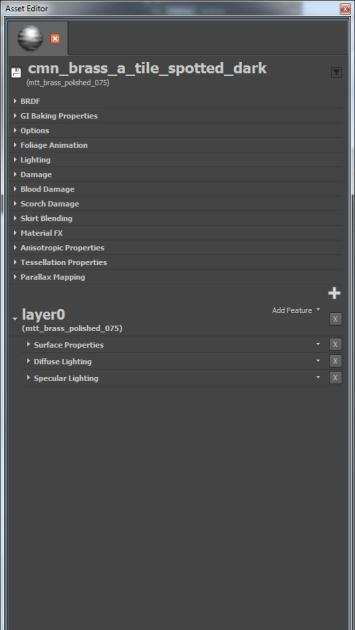 Asset Editor
cmn_brass_a_tile_spotted_dark
(mtt_brass_polished_075)
BRDF
GI Baking Properties
Options
Foliage Animation
Lighting
Damage
Blood Damage
Scorch Damage
Skirt Blending
Material FX
Anisotropic Properties
Tessellation Properties
Parallax Mapping
layer0
Add Feature
X
(mtt_brass_polished_075)
Surface Properties X
Diffuse Lighting X
Specular Lighting X